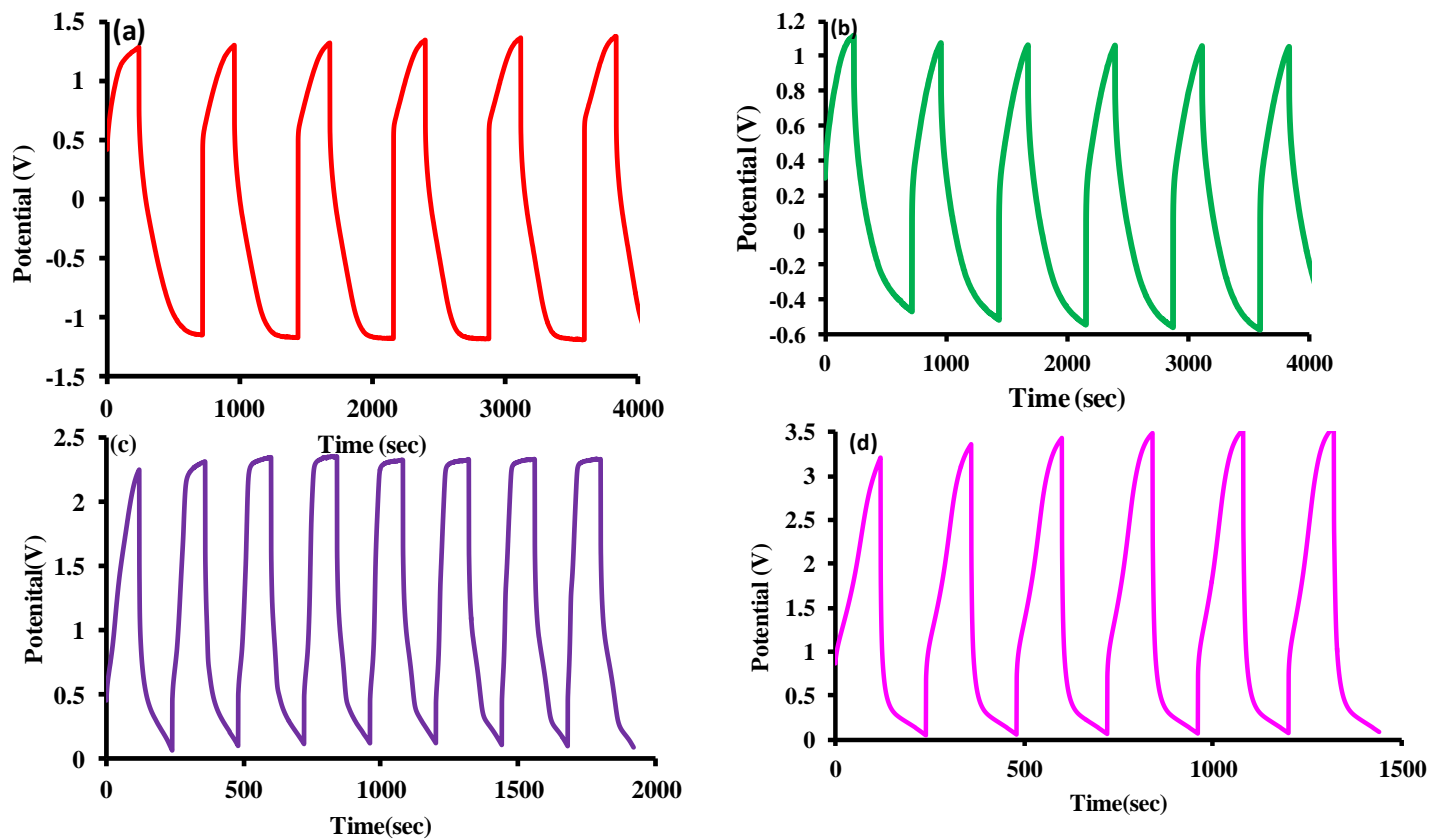 (a)
1.5
1
0.5
0
-0.5
-1
-1.5
Potential (V)
0 1000 2000 3000 4000
Time (sec)
(b)
1.2
1
0.8
0.6
0.4
0.2
0
-0.2
-0.4
-0.6
Potential (V)
0 1000 2000 3000 4000
Time (sec)
(c)
2.5
2
1.5
1
0.5
0
Potenital(V)
0 500 1000 1500 2000
Time(sec)
(d)
3.5
3
2.5
2
1.5
1
0.5
0
Potential (V)
0 500 1000 1500
Time(sec)